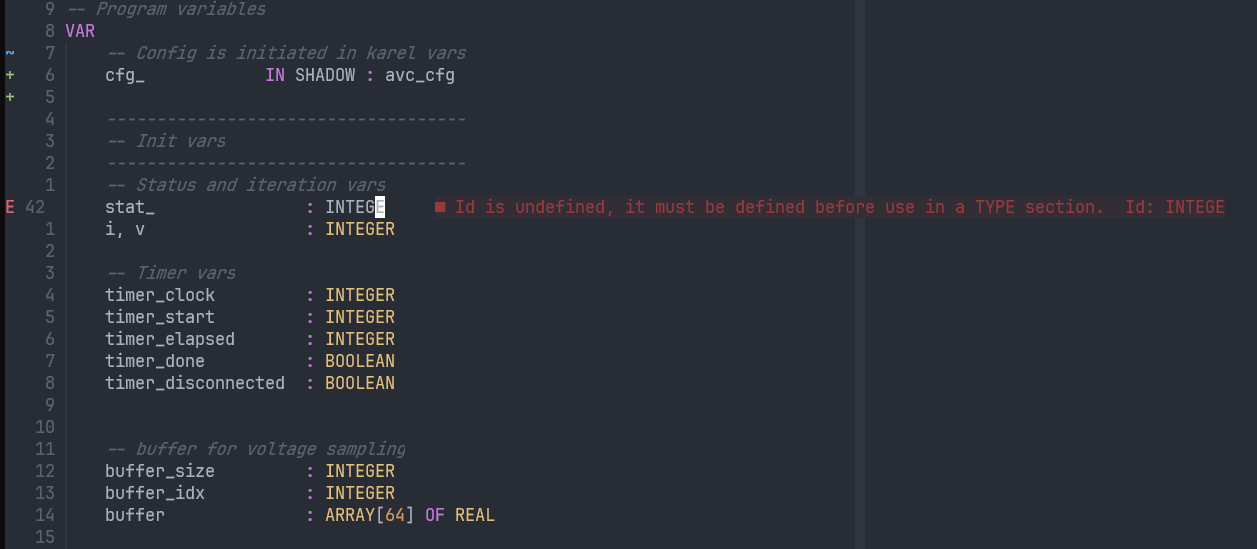 9 -- Program variables
8 VAR
~ 7 -- Config is initiated in karel vars
+ 6 cfg_ IN SHADOW : avc_cfg
+ 5
4 ------------------------------------
3 -- Init vars
2 ------------------------------------
1 -- Status and iteration vars
E 42 stat_ : INTEGE ■ Id is undefined, it must be defined before use in a TYPE section.  Id: INTEGE
1 i, v : INTEGER
2
3 -- Timer vars
4 timer_clock : INTEGER
5 timer_start : INTEGER
6 timer_elapsed : INTEGER
7 timer_done : BOOLEAN
8 timer_disconnected : BOOLEAN
9
10
11 -- buffer for voltage sampling
12 buffer_size : INTEGER
13 buffer_idx : INTEGER
14 buffer : ARRAY[64] OF REAL
15